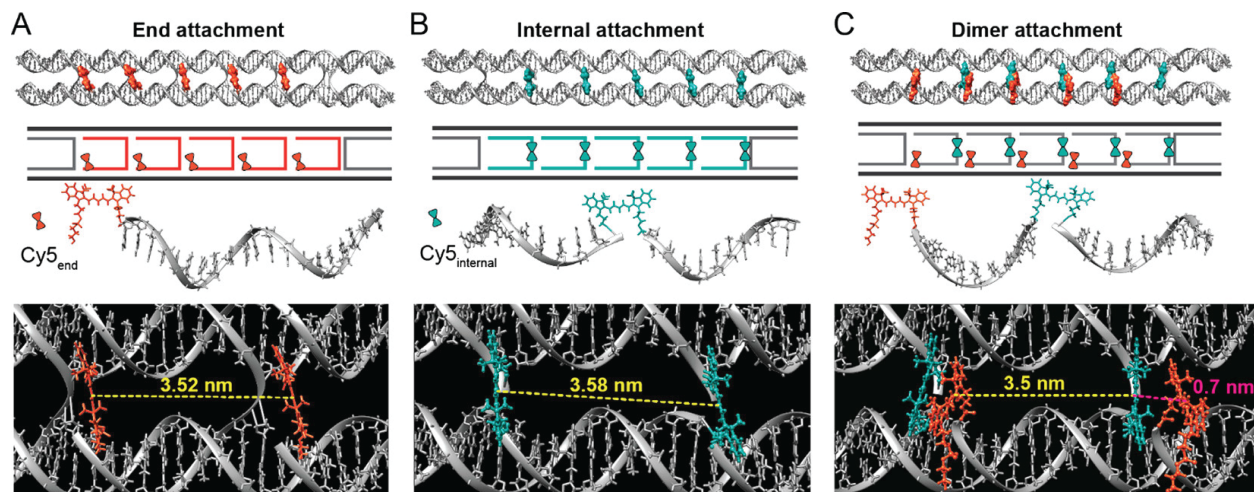 A
End attachment
B
Internal attachment
C
Dimer attachment
Cy5end
Cy5internal
3.52 nm
3.58 nm
3.5 nm
0.7 nm